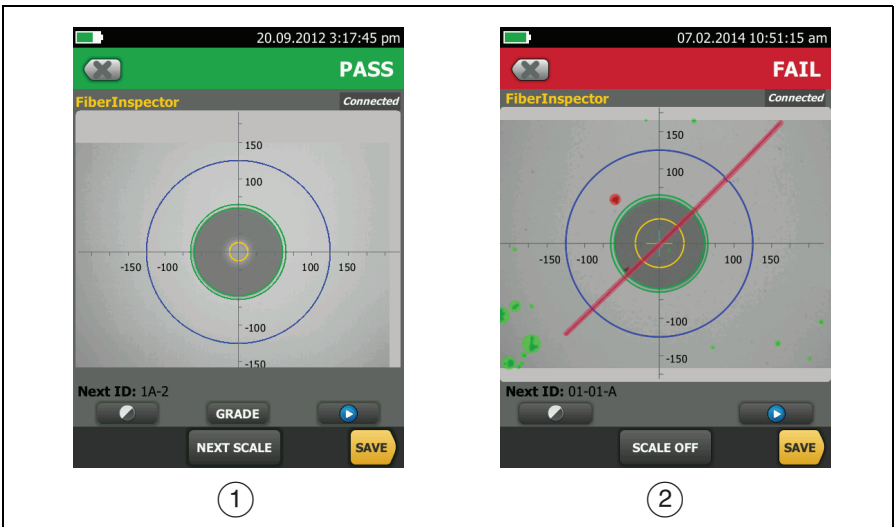 20.09.2012 3:17:45 pm
PASS
FiberInspector
Connected
150
100
-150 -100 100 150
-100
-150
Next ID: 1A-2
GRADE
NEXT SCALE
SAVE
1
07.02.2014 10:51:15 am
FAIL
FiberInspector
Connected
150
100
-150 -100 100 150
-100
-150
Next ID: 01-01-A
SCALE OFF
SAVE
2